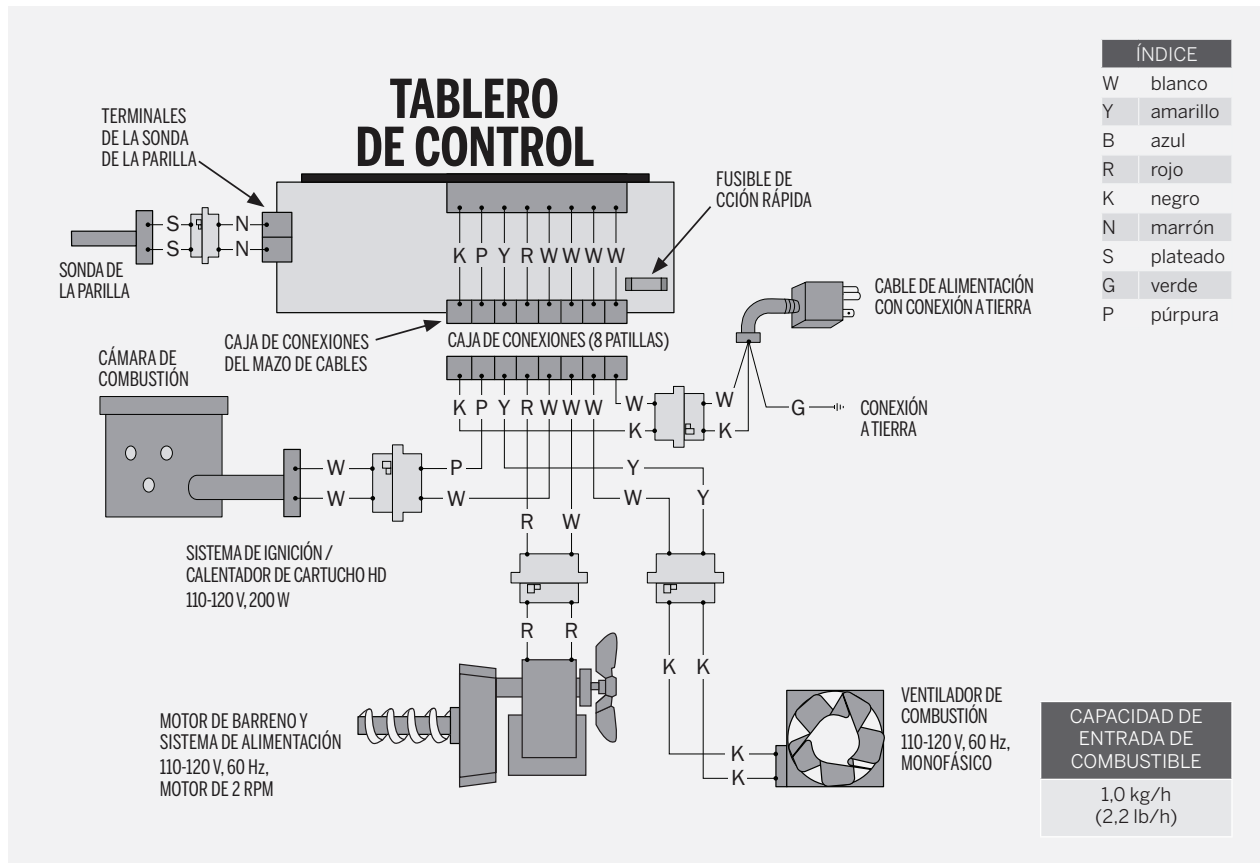 TABLERO
DE CONTROL
TERMINALES
DE LA SONDA
DE LA PARILLA
FUSIBLE DE
CCIÓN RÁPIDA
S N
S N
K P Y R W W W W
SONDA DE
LA PARILLA
CAJA DE CONEXIONES
DEL MAZO DE CABLES
CAJA DE CONEXIONES (8 PATILLAS)
CABLE DE ALIMENTACIÓN
CON CONEXIÓN A TIERRA
CÁMARA DE
COMBUSTIÓN
K P Y R W W W
W W
K K
G
CONEXIÓN
A TIERRA
W P
W W
Y
W Y
R W
SISTEMA DE IGNICIÓN /
CALENTADOR DE CARTUCHO HD
110-120 V, 200 W
R R
K K
MOTOR DE BARRENO Y
SISTEMA DE ALIMENTACIÓN
110-120 V, 60 Hz,
MOTOR DE 2 RPM
K
K
VENTILADOR DE
COMBUSTIÓN
110-120 V, 60 Hz,
MONOFÁSICO
ÍNDICE
W blanco
Y amarillo
B azul
R rojo
K negro
N marrón
S plateado
G verde
P púrpura
CAPACIDAD DE
ENTRADA DE
COMBUSTIBLE
1,0 kg/h
(2,2 lb/h)